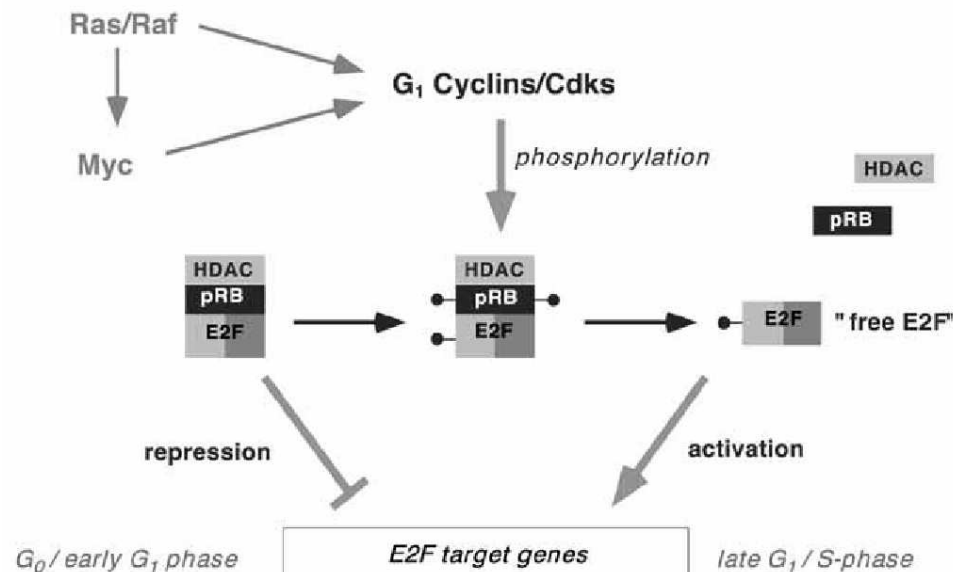 Ras/Raf
G₁ Cyclins/Cdks
Myc
phosphorylation
HDAC
pRB
HDAC
pRB
E2F
HDAC
pRB
E2F
E2F
"free E2F"
repression
activation
G₀ / early G₁ phase
E2F target genes
late G₁ / S-phase